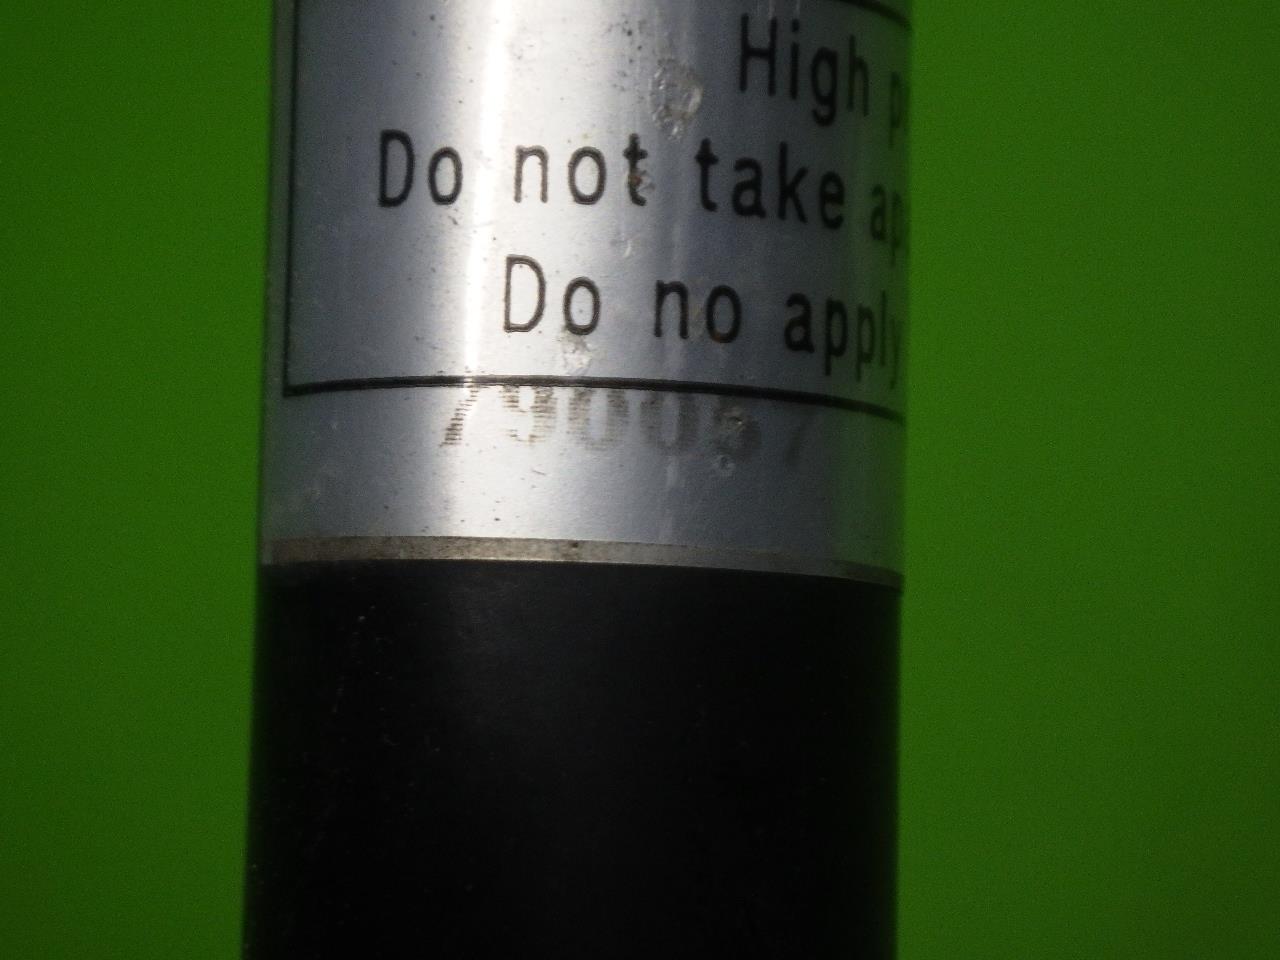 High
Do not take
Do no apply